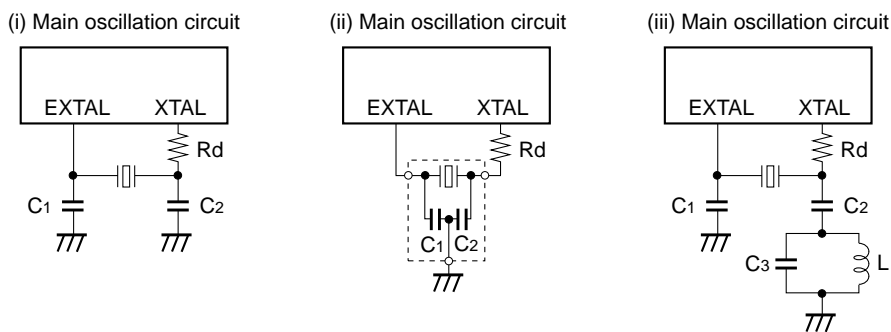 (i) Main oscillation circuit
EXTAL XTAL
Rd
C1 C2
(ii) Main oscillation circuit
EXTAL XTAL
Rd
C1 C2
(iii) Main oscillation circuit
EXTAL XTAL
Rd
C1 C2
C3 L